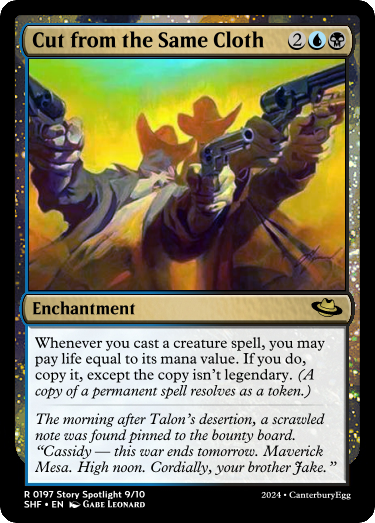 Cut from the Same Cloth 2
Enchantment
Whenever you cast a creature spell, you may
pay life equal to its mana value. If you do,
copy it, except the copy isn't legendary. (A
copy of a permanent spell resolves as a token.)
The morning after Talon's desertion, a scrawled
note was found pinned to the bounty board.
“Cassidy — this war ends tomorrow. Maverick
Mesa. High noon. Cordially, your brother Jake.”
R 0197 Story Spotlight 9/10
SHF • EN Gabe Leonard
2024 • CanterburyEgg